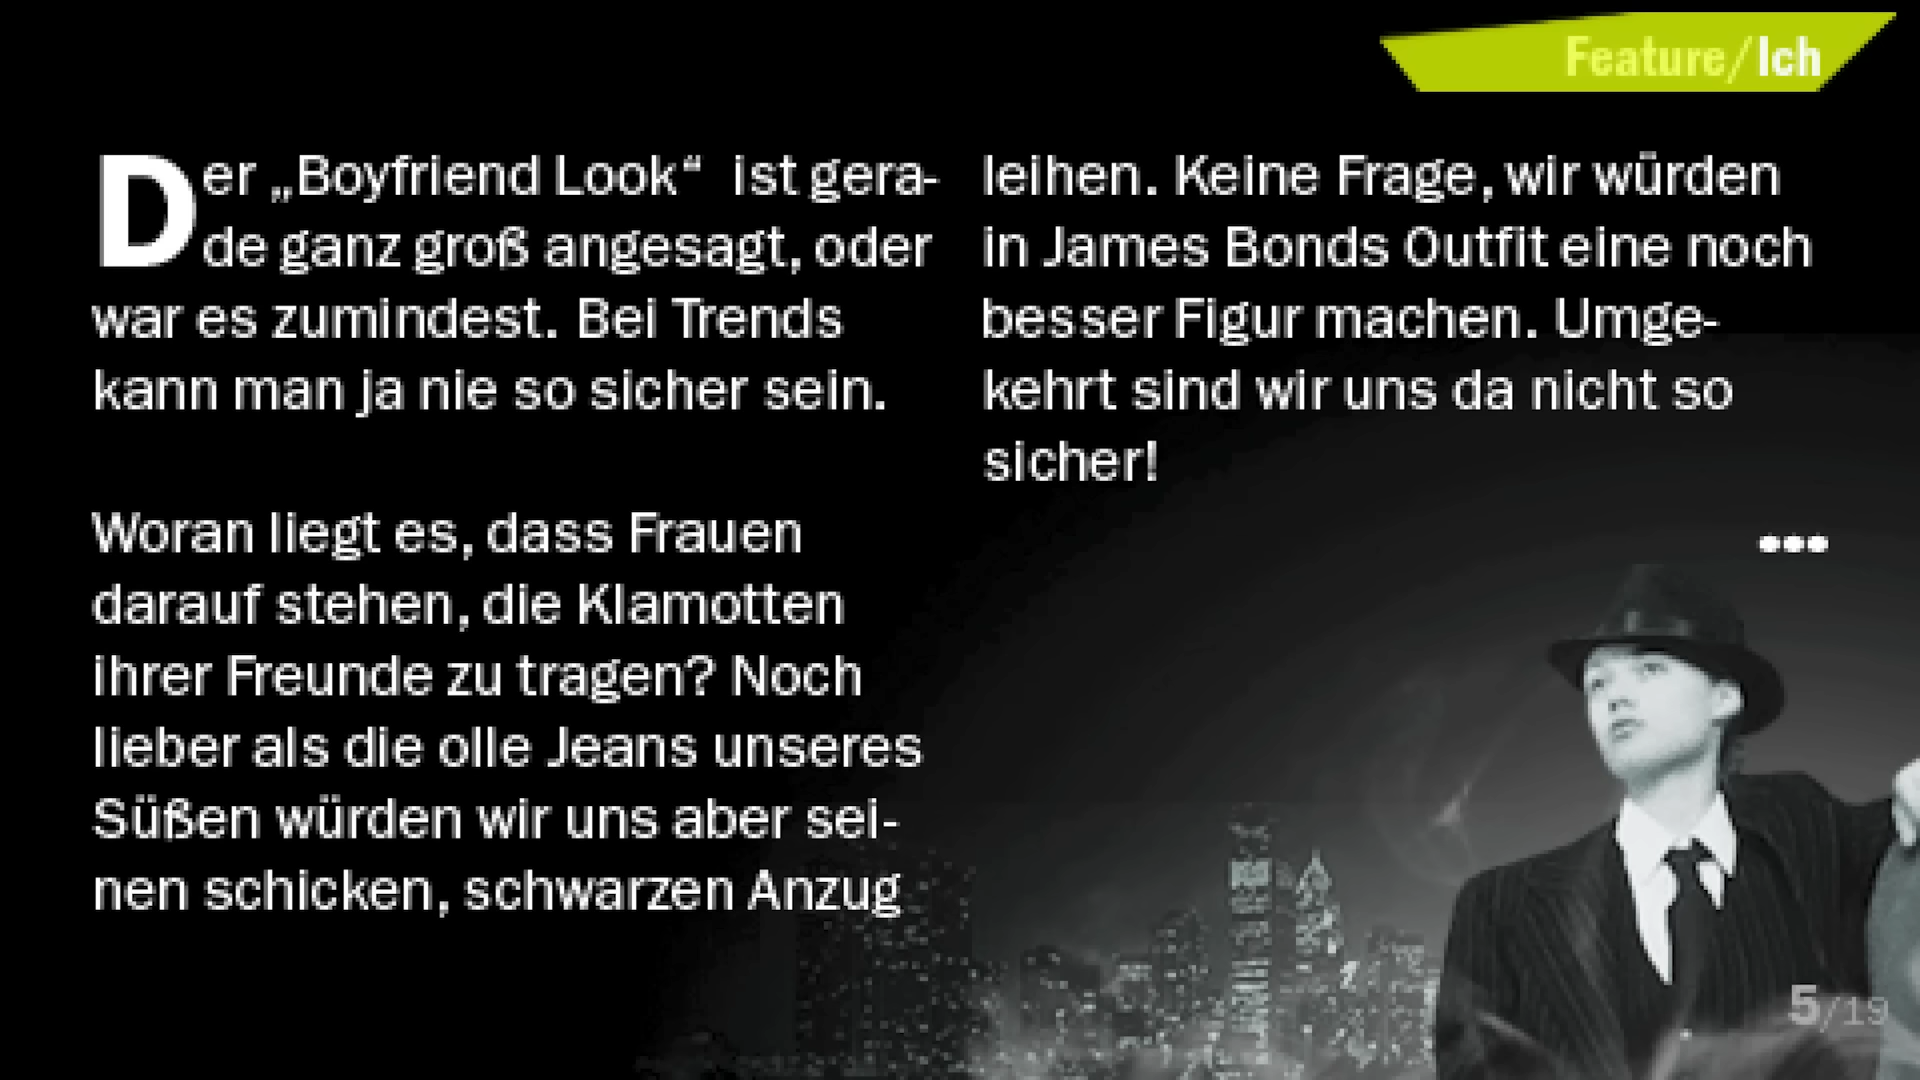 Feature/Ich
Der „Boyfriend Look“ ist gera-
de ganz groß angesagt, oder
war es zumindest. Bei Trends
kann man ja nie so sicher sein.
Woran liegt es, dass Frauen
darauf stehen, die Klamotten
ihrer Freunde zu tragen? Noch
lieber als die olle Jeans unseres
Süßen würden wir uns aber sei-
nen schicken, schwarzen Anzug
leihen. Keine Frage, wir würden
in James Bonds Outfit eine noch
besser Figur machen. Umge-
kehrt sind wir uns da nicht so
sicher!
•••
5/19